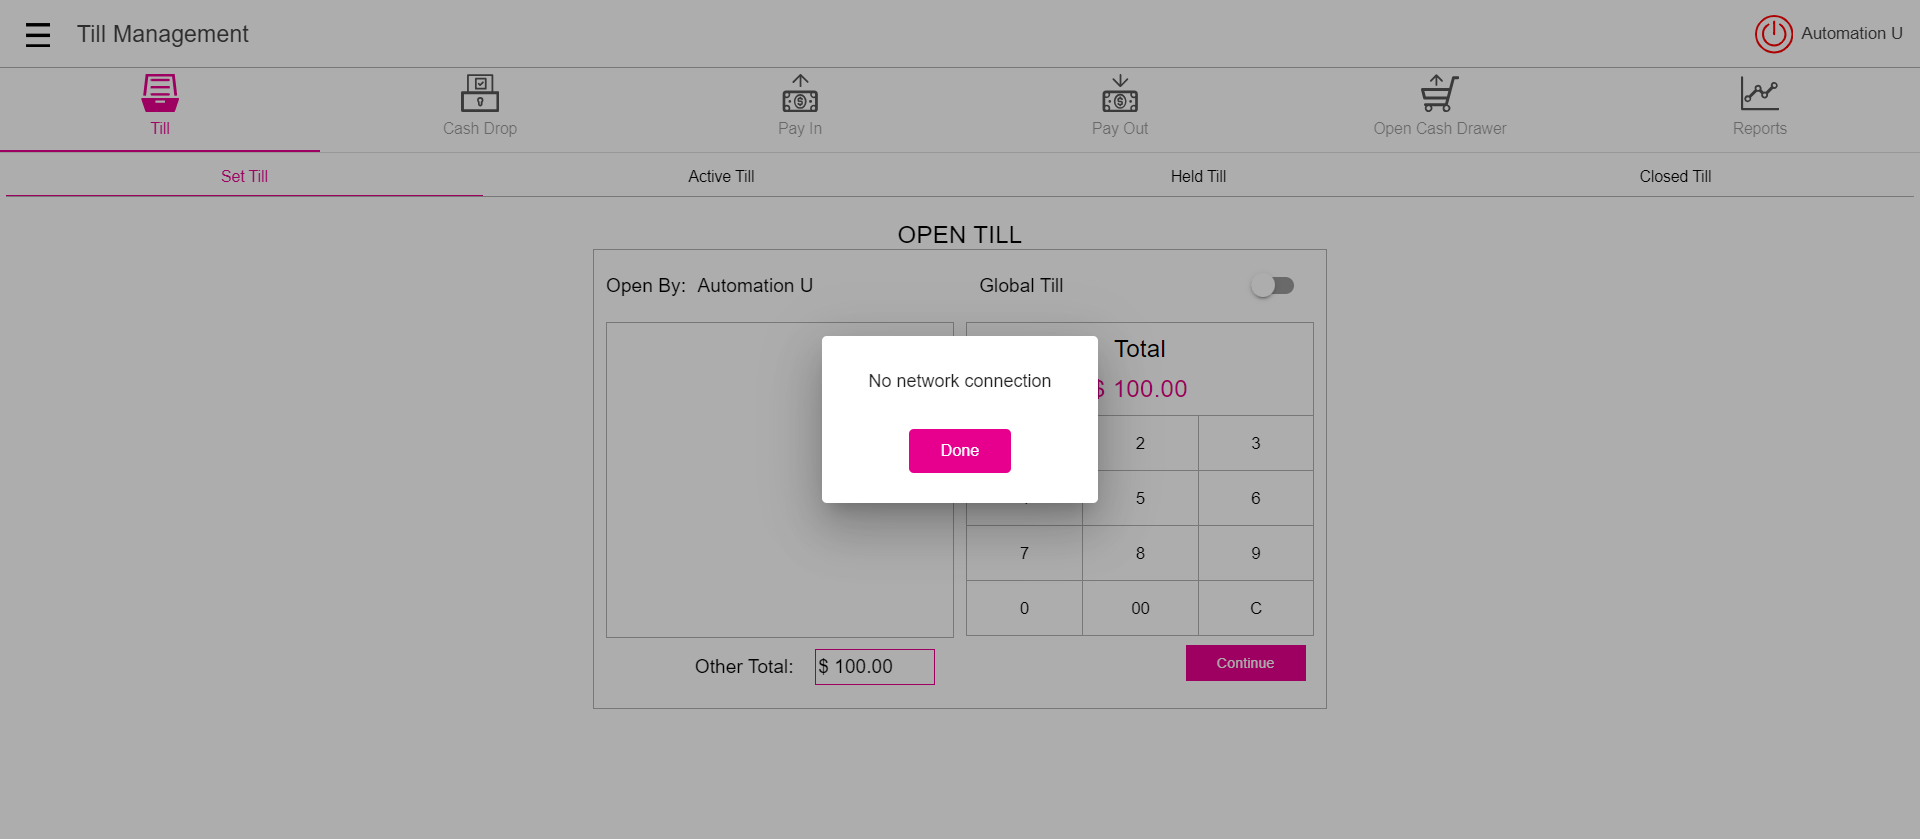 Till Management
Automation U
Till
Cash Drop
Pay In
Pay Out
Open Cash Drawer
Reports
Set Till
Active Till
Held Till
Closed Till
OPEN TILL
Open By: Automation U
Global Till
Total
$ 100.00
No network connection
Done
2
3
5
6
7
8
9
0
00
C
Other Total:
$ 100.00
Continue